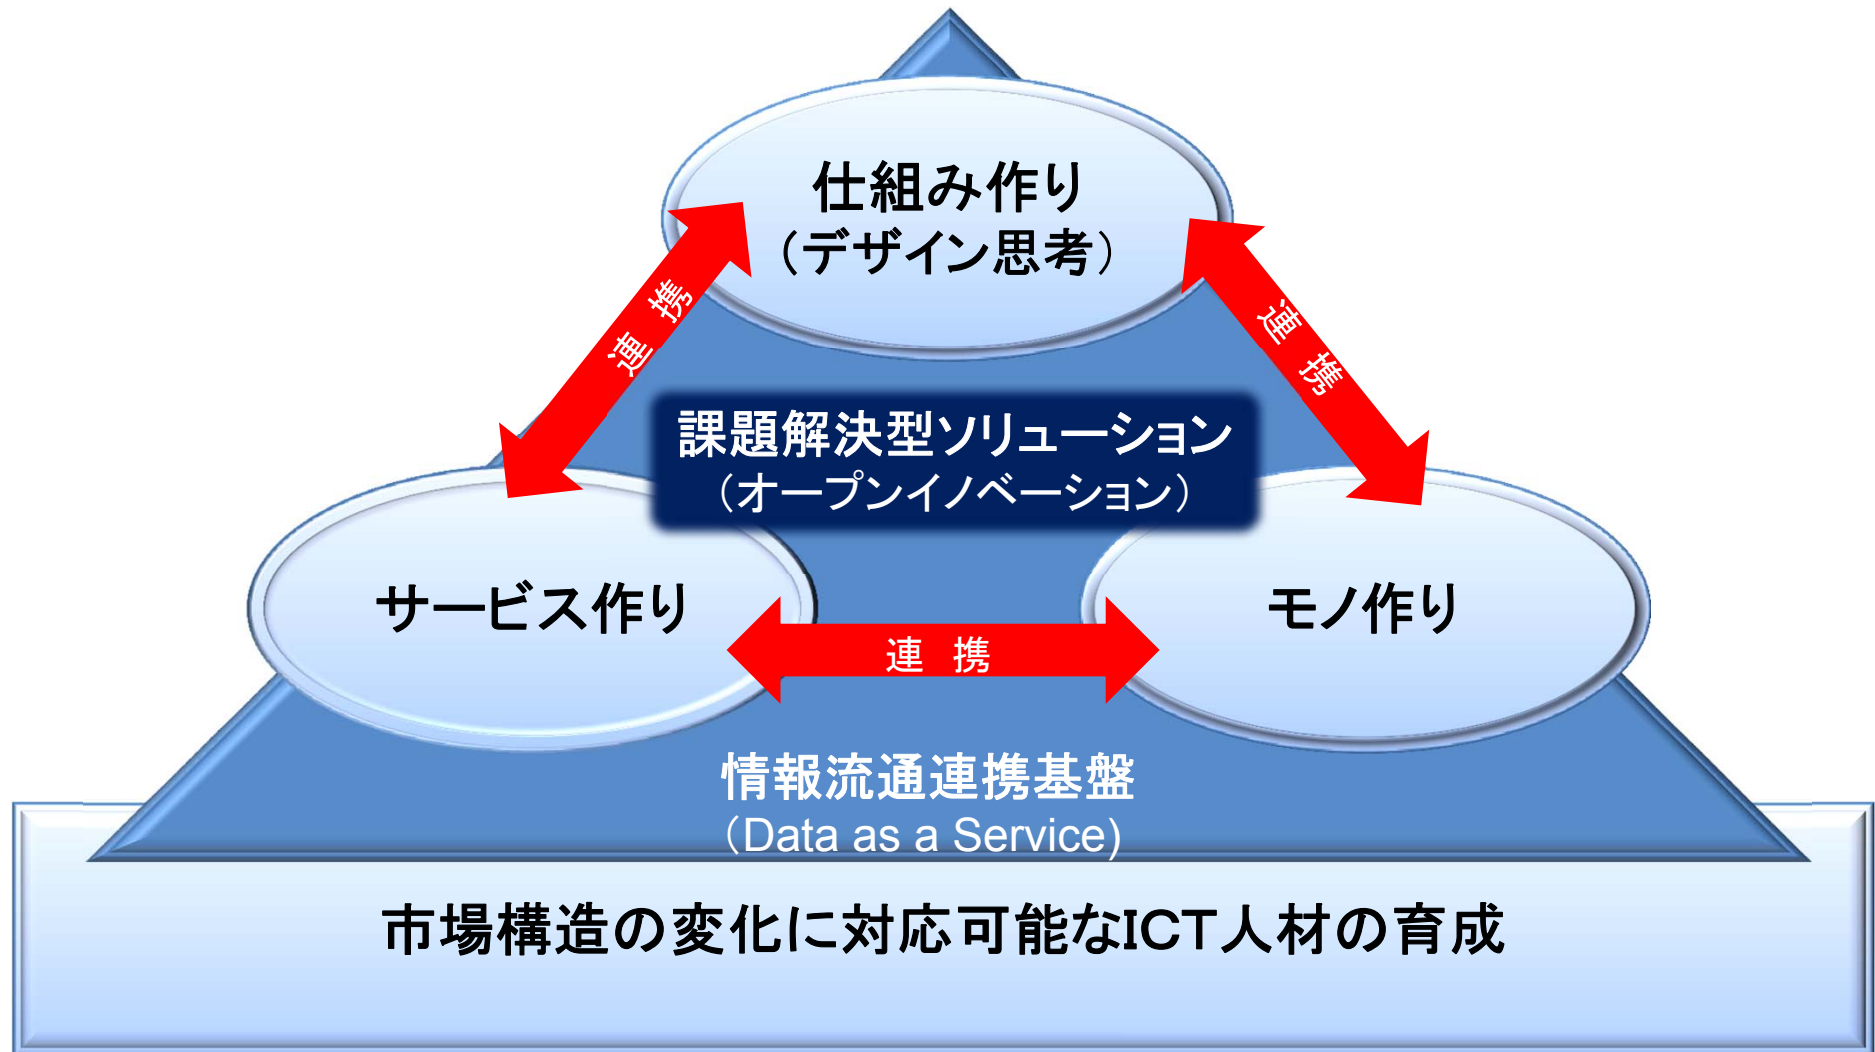 仕組み作り
（デザイン思考）
連 携
連 携
課題解決型ソリューション
（オープンイノベーション）
サービス作り
モノ作り
連 携
情報流通連携基盤
（Data as a Service)
市場構造の変化に対応可能なICT人材の育成